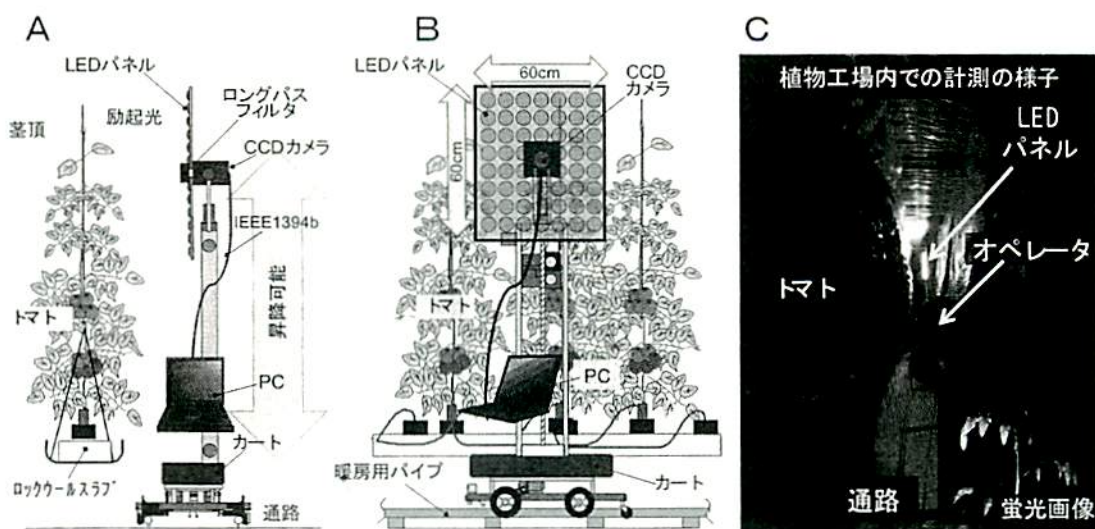 A
LEDパネル
ロングパス
フィルタ
励起光
茎頂
CCDカメラ
IEEE1394b
昇降可能
トマト
PC
カート
ロックウールスラブ
通路
B
60cm
LEDパネル
CCD
カメラ
60cm
トマト
PC
暖房用パイプ
カート
C
植物工場内での計測の様子
LED
パネル
オペレータ
トマト
通路
蛍光画像